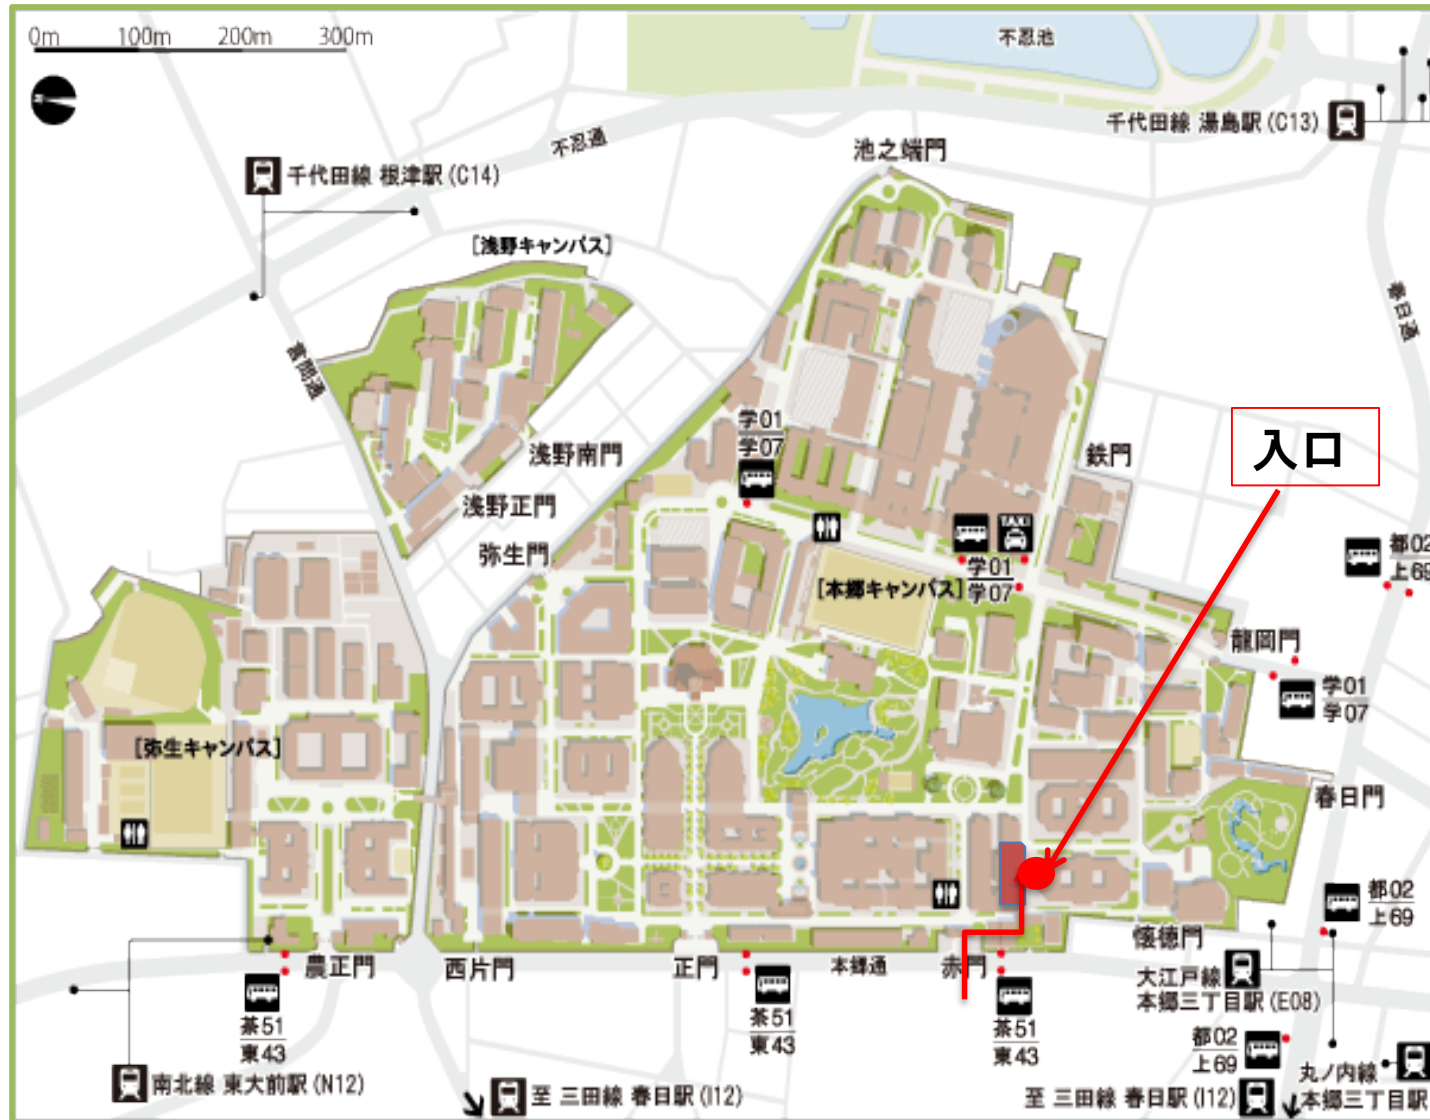 0m 100m 200m 300m
不忍池
千代田線 湯島駅 (C13)
不忍通
池之端門
千代田線 根津駅 (C14)
[浅野キャンパス]
春日通
言問通
学01
学07
入口
浅野南門
鉄門
浅野正門
TAXI
弥生門
都02
上69
学01
学07
[本郷キャンパス]
龍岡門
学01
学07
[弥生キャンパス]
春日門
都02
上69
懐徳門
農正門
西片門
正門
本郷通
赤門
大江戸線
本郷三丁目駅 (E08)
茶51
東43
茶51
東43
茶51
東43
都02
上69
丸ノ内線
本郷三丁目駅
南北線 東大前駅 (N12)
至 三田線 春日駅 (I12)
至 三田線 春日駅 (I12)